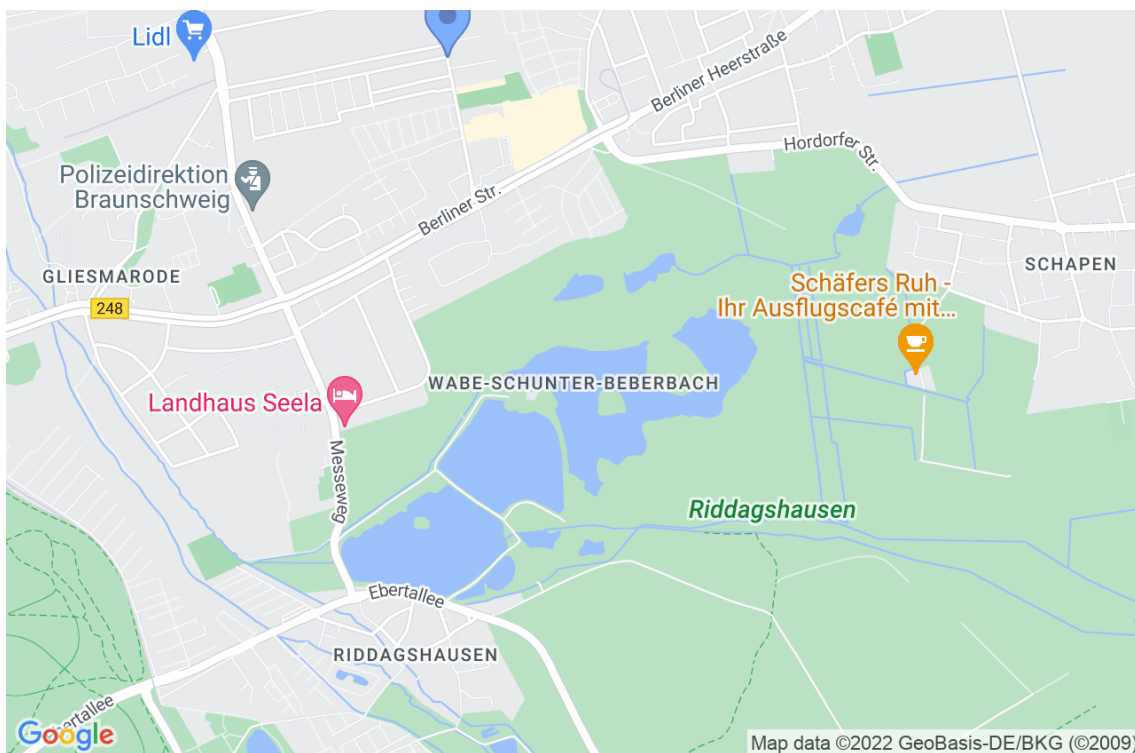 Lidl
Berliner Heerstraße
Hordorfer Str.
Polizeidirektion
Braunschweig
Berliner Str.
GLIESMARODE
SCHAPEN
248
Schäfers Ruh -
Ihr Ausflugscafé mit...
WABE-SCHUNTER-BEBERBACH
Landhaus Seela
Messeweg
Riddagshausen
Ebertallee
RIDDAGSHAUSEN
Ebertallee
Google
Map data ©2022 GeoBasis-DE/BKG (©2009)